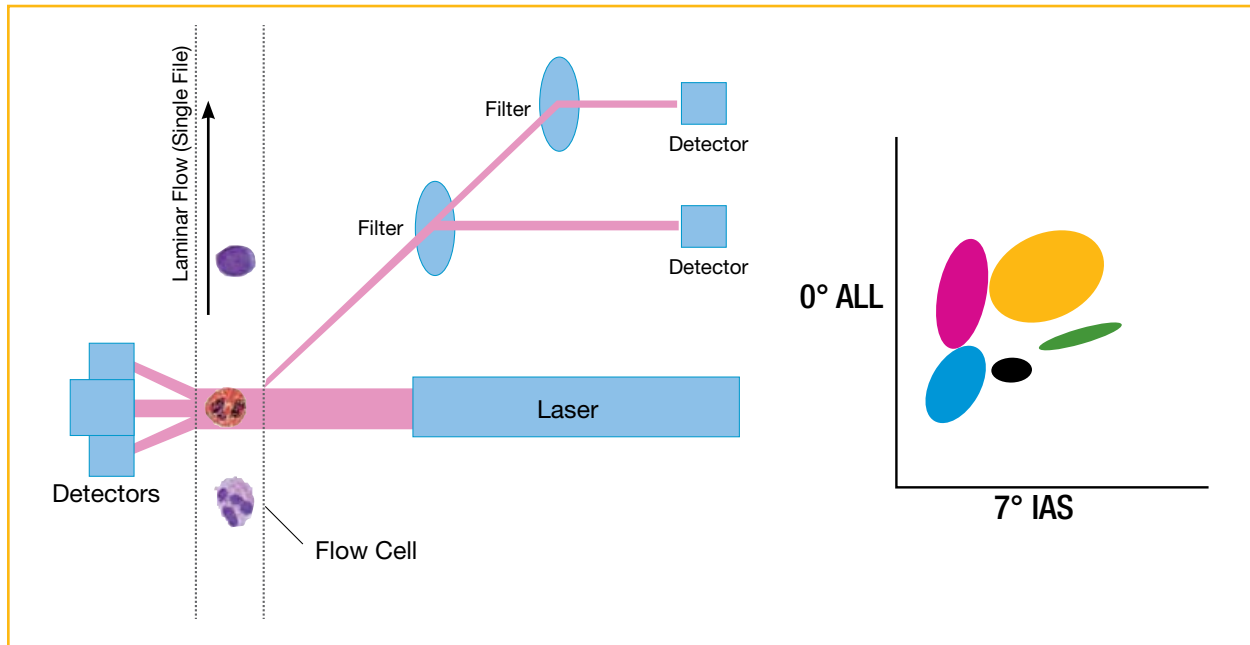 Laminar Flow (Single File)
Filter
Detector
Filter
Detector
Laser
Detectors
Flow Cell
0° ALL
7° IAS